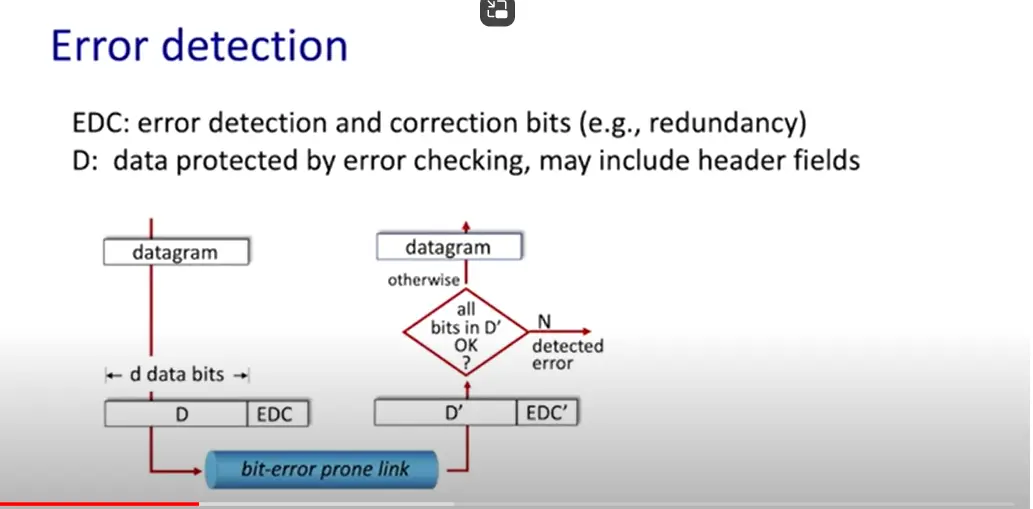 Error detection
EDC: error detection and correction bits (e.g., redundancy)
D: data protected by error checking, may include header fields
datagram
d data bits
D
EDC
bit-error prone link
datagram
otherwise
all
bits in D′
OK
?
N
detected
error
D′
EDC′